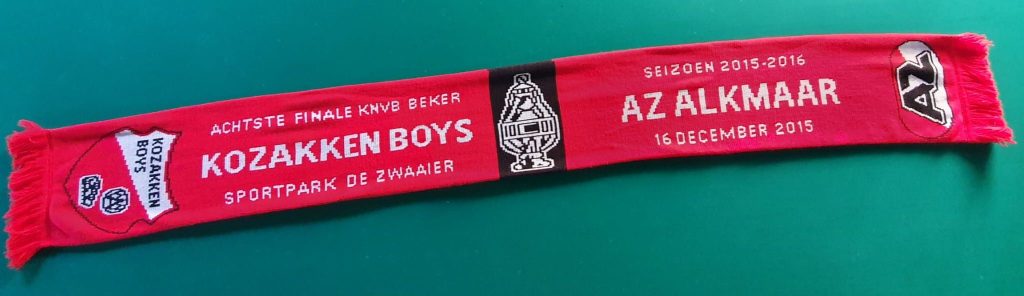 ACHTSTE FINALE KNVB BEKER
KOZAKKEN BOYS
SPORTPARK DE ZWAAIER
KOZAKKEN
BOYS
SEIZOEN 2015-2016
AZ ALKMAAR
16 DECEMBER 2015
AZ